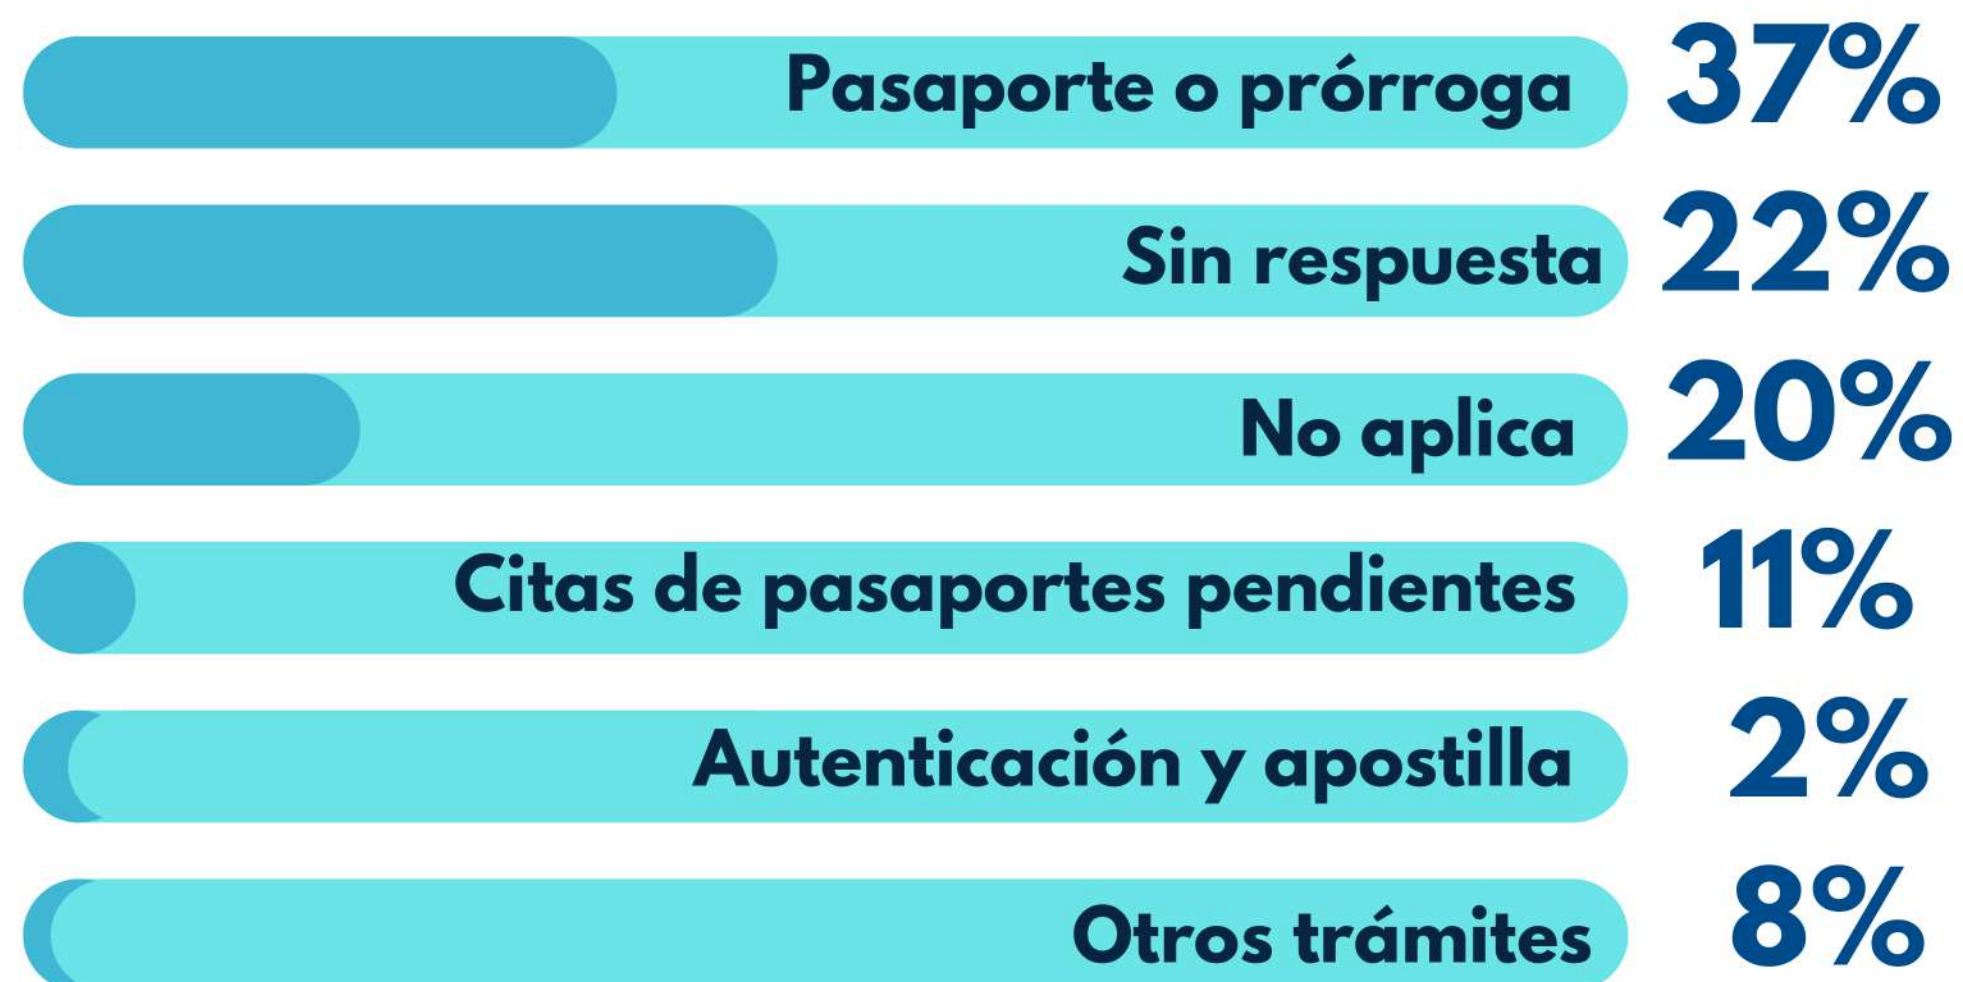 Pasaporte o prórroga 37%
Sin respuesta 22%
No aplica 20%
Citas de pasaportes pendientes 11%
Autenticación y apostilla 2%
Otros trámites 8%